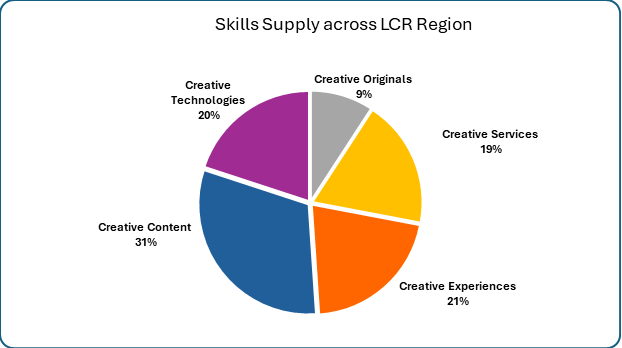 Skills Supply across LCR Region
Creative Originals
9%
Creative Services
19%
Creative Experiences
21%
Creative Content
31%
Creative
Technologies
20%